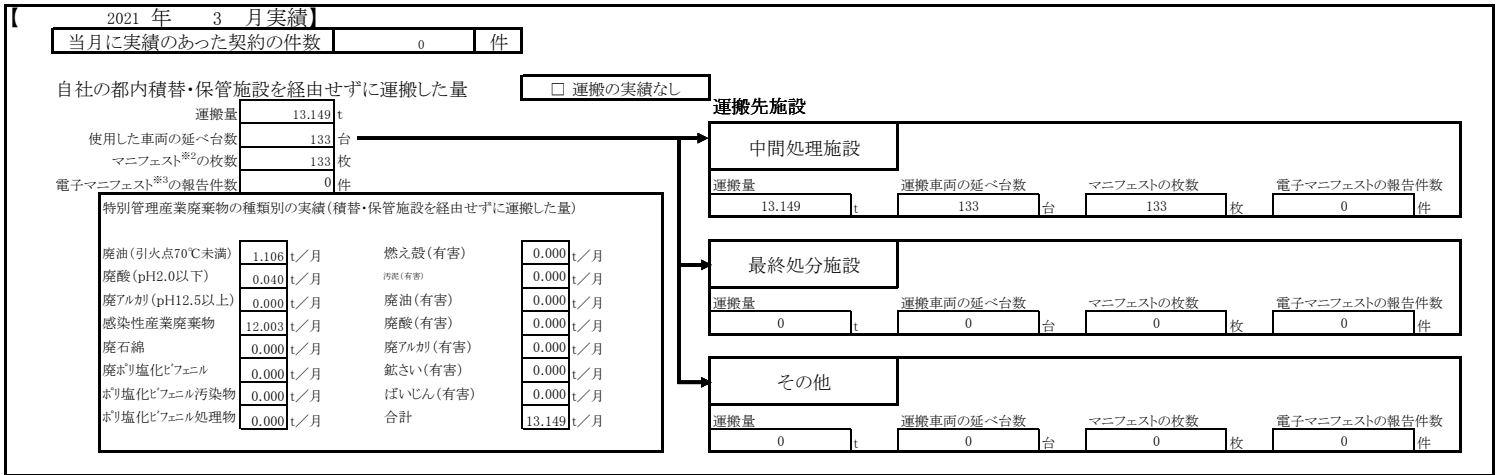 【 2021 年 3 月実績】
当月に実績のあった契約の件数 0 件
自社の都内積替・保管施設を経由せずに運搬した量 □ 運搬の実績なし
運搬先施設
運搬量 13.149 t
使用した車両の延べ台数 133 台
マニフェスト※2の枚数 133 枚
電子マニフェスト※3の報告件数 0 件
中間処理施設
運搬量 運搬車両の延べ台数 マニフェストの枚数 電子マニフェストの報告件数
13.149 t 133 台 133 枚 0 件
特別管理産業廃棄物の種類別の実績(積替・保管施設を経由せずに運搬した量)
廃油(引火点70℃未満) 1.106 t/月 燃え殻(有害) 0.000 t/月
廃酸(pH2.0以下) 0.040 t/月 汚泥(有害) 0.000 t/月
廃アルカリ(pH12.5以上) 0.000 t/月 廃油(有害) 0.000 t/月
感染性産業廃棄物 12.003 t/月 廃酸(有害) 0.000 t/月
廃石綿 0.000 t/月 廃アルカリ(有害) 0.000 t/月
廃ポリ塩化ビフェニル 0.000 t/月 鉱さい(有害) 0.000 t/月
ポリ塩化ビフェニル汚染物 0.000 t/月 ばいじん(有害) 0.000 t/月
ポリ塩化ビフェニル処理物 0.000 t/月 合計 13.149 t/月
最終処分施設
運搬量 運搬車両の延べ台数 マニフェストの枚数 電子マニフェストの報告件数
0 t 0 台 0 枚 0 件
その他
運搬量 運搬車両の延べ台数 マニフェストの枚数 電子マニフェストの報告件数
0 t 0 台 0 枚 0 件